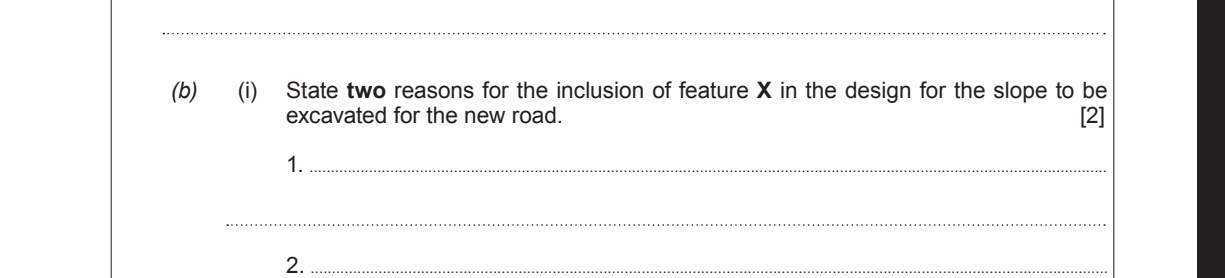 (b) (i) State two reasons for the inclusion of feature X in the design for the slope to be
excavated for the new road. [2]
1.
2.